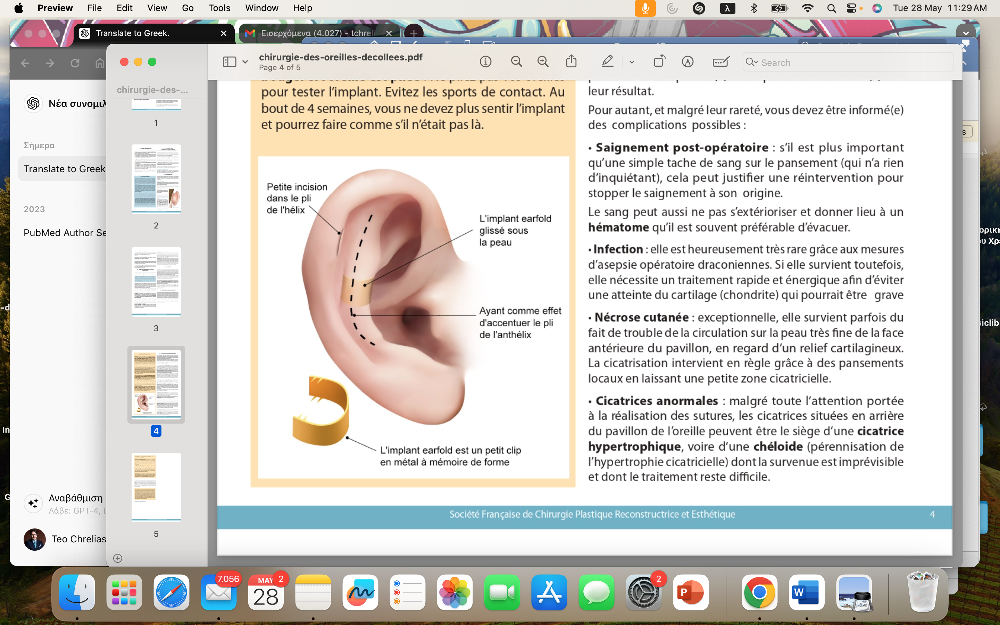 Preview File Edit View Go Tools Window Help
Tue 28 May 11:29 AM
Translate to Greek.
Εισερχόμενα (4.027) - tchreli
chirurgie-des-oreilles-decollees.pdf
Page 4 of 5
Search
Νέα συνομιλ
Σήμερα
Translate to Greek
2023
PubMed Author Se
Αναβάθμιση
Λάβε: GPT-4,
Teo Chrelias
chirurgie-des-...
1
2
3
4
5
pour tester l'implant. Evitez les sports de contact. Au
bout de 4 semaines, vous ne devez plus sentir l'implant
et pourrez faire comme s'il n'était pas là.
Petite incision
dans le pli
de l'hélix
L'implant earfold
glissé sous
la peau
Ayant comme effet
d'accentuer le pli
de l'anthélix
L'implant earfold est un petit clip
en métal à mémoire de forme
leur résultat.
Pour autant, et malgré leur rareté, vous devez être informé(e)
des complications possibles :
• Saignement post-opératoire : s'il est plus important
qu'une simple tache de sang sur le pansement (qui n'a rien
d'inquiétant), cela peut justifier une réintervention pour
stopper le saignement à son origine.
Le sang peut aussi ne pas s'extérioriser et donner lieu à un
hématome qu'il est souvent préférable d'évacuer.
• Infection : elle est heureusement très rare grâce aux mesures
d'asepsie opératoire draconiennes. Si elle survient toutefois,
elle nécessite un traitement rapide et énergique afin d'éviter
une atteinte du cartilage (chondrite) qui pourrait être grave
• Nécrose cutanée : exceptionnelle, elle survient parfois du
fait de trouble de la circulation sur la peau très fine de la face
antérieure du pavillon, en regard d'un relief cartilagineux.
La cicatrisation intervient en règle grâce à des pansements
locaux en laissant une petite zone cicatricielle.
• Cicatrices anormales : malgré toute l'attention portée
à la réalisation des sutures, les cicatrices situées en arrière
du pavillon de l'oreille peuvent être le siège d'une cicatrice
hypertrophique, voire d'une chéloide (pérennisation de
l'hypertrophie cicatricielle) dont la survenue est imprévisible
et dont le traitement reste difficile.
Société Française de Chirurgie Plastique Reconstructrice et Esthétique
4
7.056
MAY
28
2
2